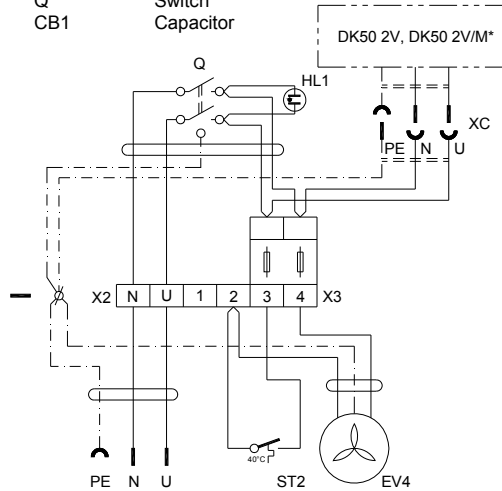 Q Switch
CB1 Capacitor
DK50 2V, DK50 2V/M*
Q
HL1
XC
PE N U
X2 N U 1 2 3 4 X3
40°C
ST2 EV4
PE N U